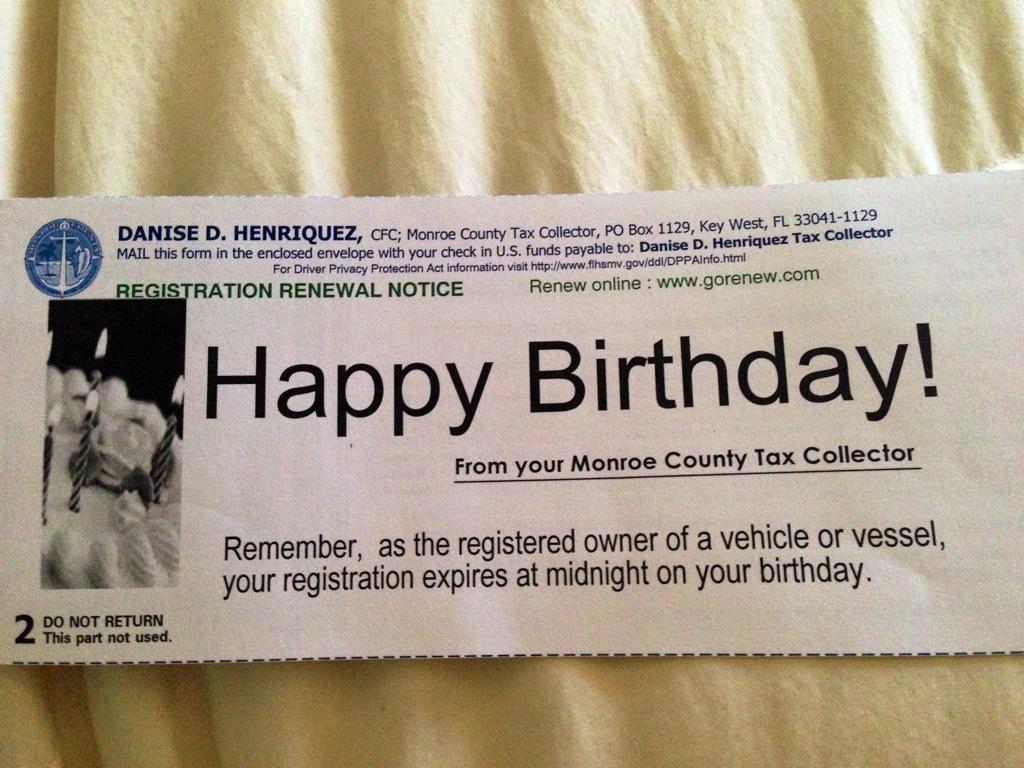 DANISE D. HENRIQUEZ, CFC; Monroe County Tax Collector, PO Box 1129, Key West, FL 33041-1129
MAIL this form in the enclosed envelope with your check in U.S. funds payable to: Danise D. Henriquez Tax Collector
For Driver Privacy Protection Act information visit http://www.flhsmv.gov/ddl/DPPAInfo.html
REGISTRATION RENEWAL NOTICE Renew online : www.gorenew.com
Happy Birthday!
From your Monroe County Tax Collector
Remember, as the registered owner of a vehicle or vessel,
your registration expires at midnight on your birthday.
2 DO NOT RETURN
This part not used.